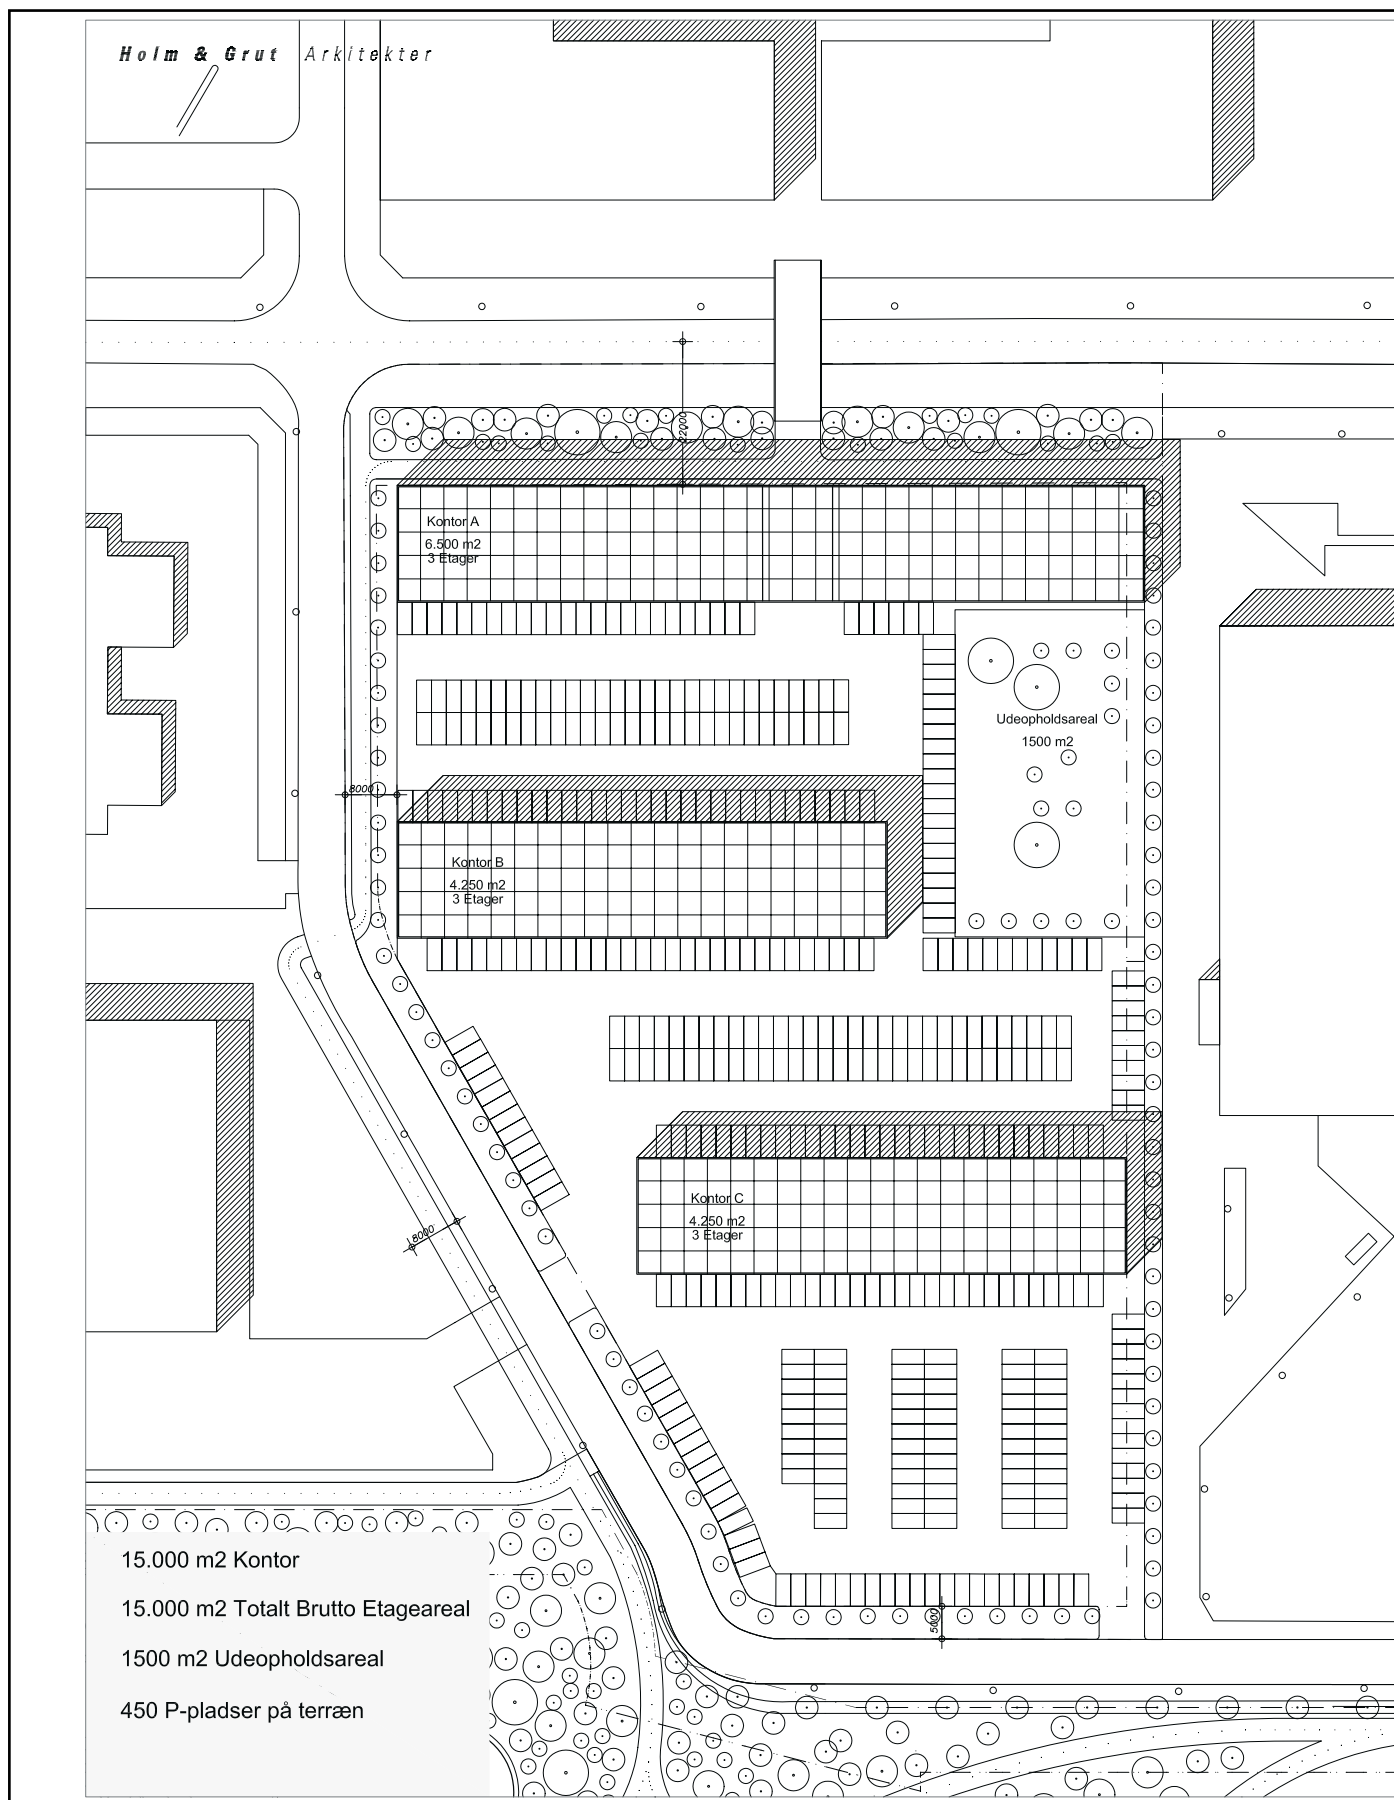 Holm & Grut Arkitekter
22000
Kontor A
6.500 m2
3 Etager
Udeopholdsareal
1500 m2
8000
Kontor B
4.250 m2
3 Etager
Kontor C
4.250 m2
3 Etager
8000
15.000 m2 Kontor
15.000 m2 Totalt Brutto Etageareal
1500 m2 Udeopholdsareal
450 P-pladser på terræn
5000